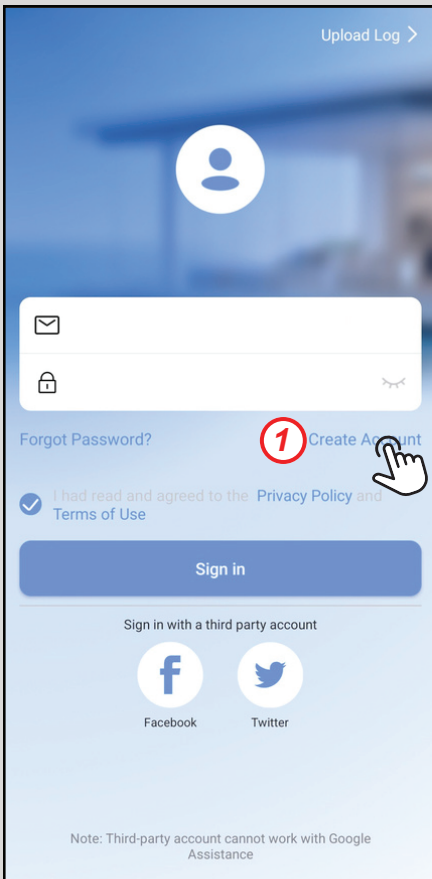 Upload Log >
Forgot Password?
1
Create Account
I had read and agreed to the Privacy Policy and
Terms of Use
Sign in
Sign in with a third party account
Facebook
Twitter
Note: Third-party account cannot work with Google
Assistance